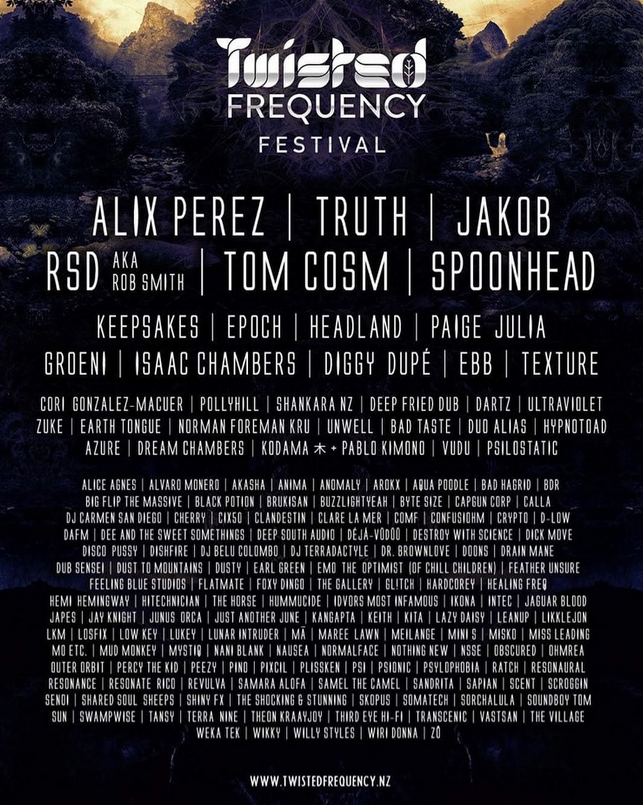 Twisted
FREQUENCY
FESTIVAL
ALIX PEREZ | TRUTH | JAKOB
RSD AKA ROB SMITH | TOM COSM | SPOONHEAD
KEEPSAKES | EPOCH | HEADLAND | PAIGE JULIA
GROENI | ISAAC CHAMBERS | DIGGY DUPÉ | EBB | TEXTURE
CORI GONZALEZ-MACUER | POLLYHILL | SHANKARA NZ | DEEP FRIED DUB | DARTZ | ULTRAVIOLET
ZUKE | EARTH TONGUE | NORMAN FOREMAN KRU | UNWELL | BAD TASTE | DUO ALIAS | HYPNOTOAD
AZURE | DREAM CHAMBERS | KODAMA 木 + PABLO KIMONO | VUDU | PSILOSTATIC
ALICE AGNES | ALVARO MONERO | AKASHA | ANIMA | ANOMALY | AROKX | AQUA POODLE | BAD HAGRID | BDR
BIG FLIP THE MASSIVE | BLACK POTION | BRUKISAN | BUZZLIGHTYEAH | BYTE SIZE | CAPGUN CORP | CALLA
DJ CARMEN SAN DIEGO | CHERRY | CIXSO | CLANDESTIN | CLARE LA MER | COMF | CONFUSIOHM | CRYPTO | D-LOW
DAFM | DEE AND THE SWEET SOMETHINGS | DEEP SOUTH AUDIO | DÉJÀ-VÖDÖÖ | DESTROY WITH SCIENCE | DICK MOVE
DISCO PUSSY | DISHFIRE | DJ BELU COLOMBO | DJ TERRADACTYLE | DR. BROWNLOVE | DOONS | DRAIN MANE
DUB SENSEI | DUST TO MOUNTAINS | DUSTY | EARL GREEN | EMO THE OPTIMIST (OF CHILL CHILDREN) | FEATHER UNSURE
FEELING BLUE STUDIOS | FLATMATE | FOXY DINGO | THE GALLERY | GLITCH | HARDCOREY | HEALING FREQ
HEMI HEMINGWAY | HITECHNICIAN | THE HORSE | HUMMUCIDE | IDVORS MOST INFAMOUS | IKONA | INTEC | JAGUAR BLOOD
JAPES | JAY KNIGHT | JUNUS ORCA | JUST ANOTHER JUNE | KANGAPTA | KEITH | KITA | LAZY DAISY | LEANUP | LIKKLEJON
LKM | LOSFIX | LOW KEY | LUKEY | LUNAR INTRUDER | MĀ | MAREE LAWN | MEILANGE | MINI S | MISKO | MISS LEADING
MO ETC. | MUD MONKEY | MYSTIQ | NANI BLANK | NAUSEA | NORMALFACE | NOTHING NEW | NSSE | OBSCURED | OHMREA
OUTER ORBIT | PERCY THE KID | PEEZY | PINO | PIXCIL | PLISSKEN | PSI | PSIONIC | PSYLOPHOBIA | RATCH | RESONAURAL
RESONANCE | RESONATE RICO | REVULVA | SAMARA ALOFA | SAMEL THE CAMEL | SANDRITA | SAPIAN | SCENT | SCROGGIN
SENDI | SHARED SOUL SHEEPS | SHINY FX | THE SHOCKING & STUNNING | SKOPUS | SOMATECH | SORCHALULA | SOUNDBOY TOM
SUN | SWAMPWISE | TANSY | TERRA NINE | THEON KRAAYJOY | THIRD EYE HI-FI | TRANSCENIC | VASTSAN | THE VILLAGE
WEKA TEK | WIKKY | WILLY STYLES | WIRI DONNA | ZŌ
WWW.TWISTEDFREQUENCY.NZ